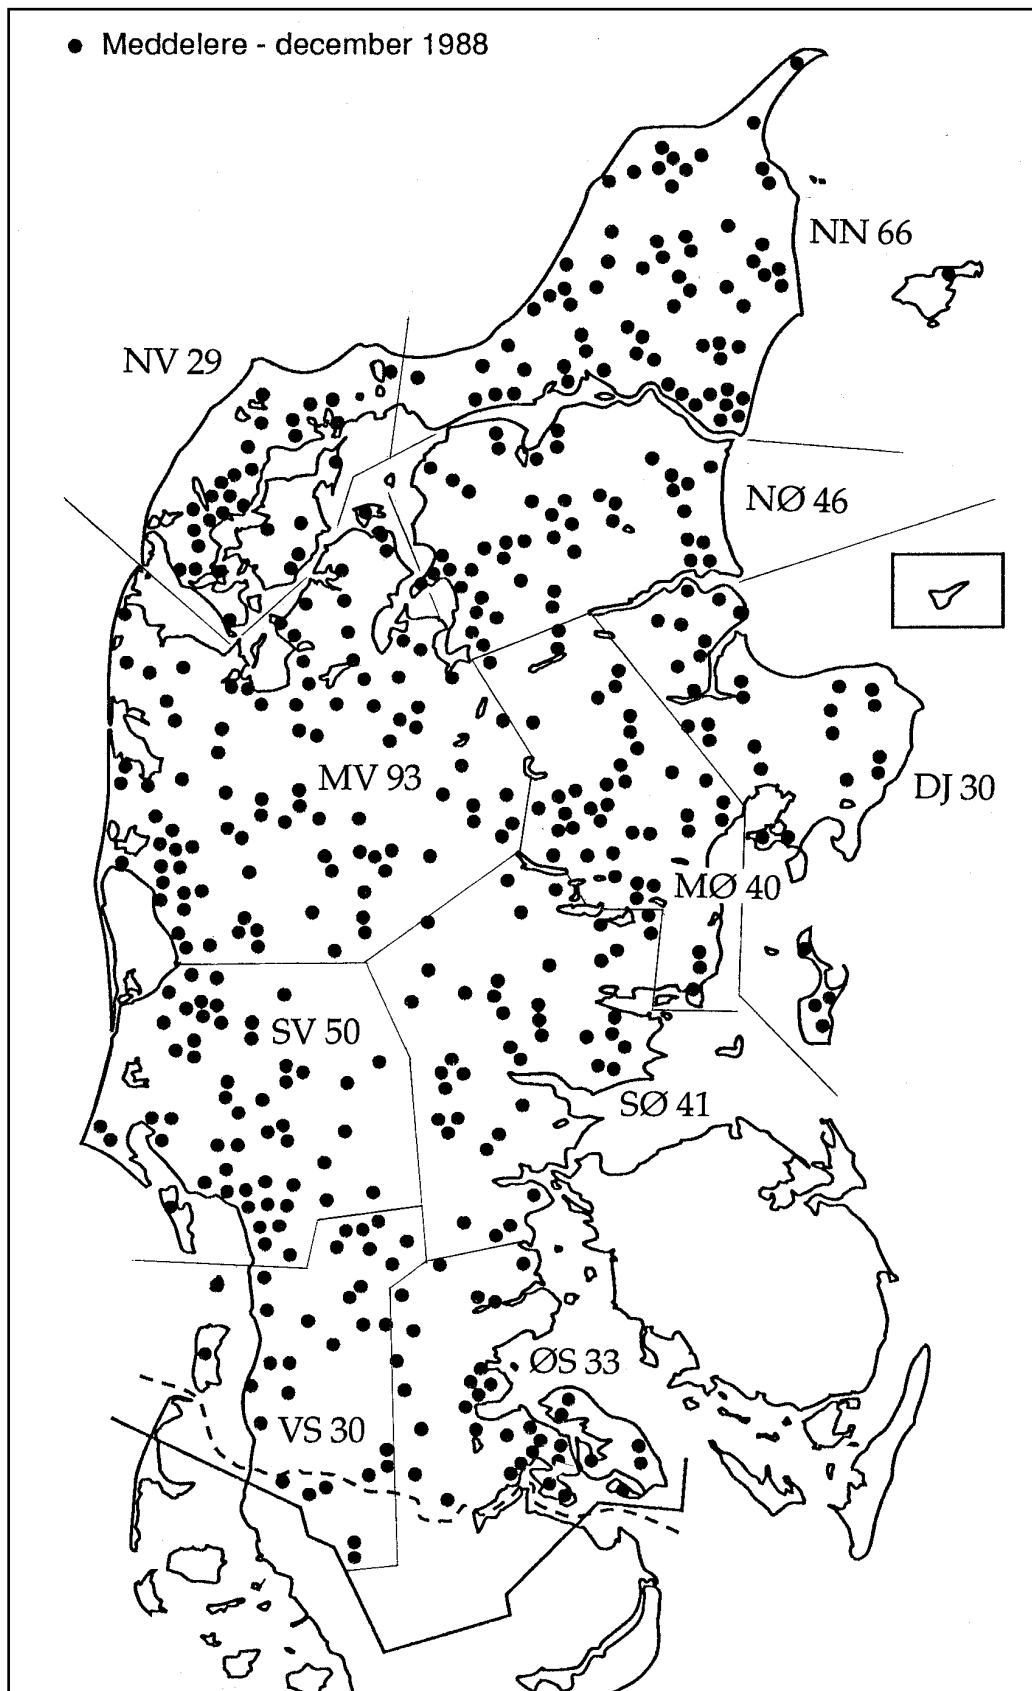 ● Meddelere - december 1988
NN 66
NV 29
NØ 46
MV 93
DJ 30
MØ 40
SV 50
SØ 41
ØS 33
VS 30